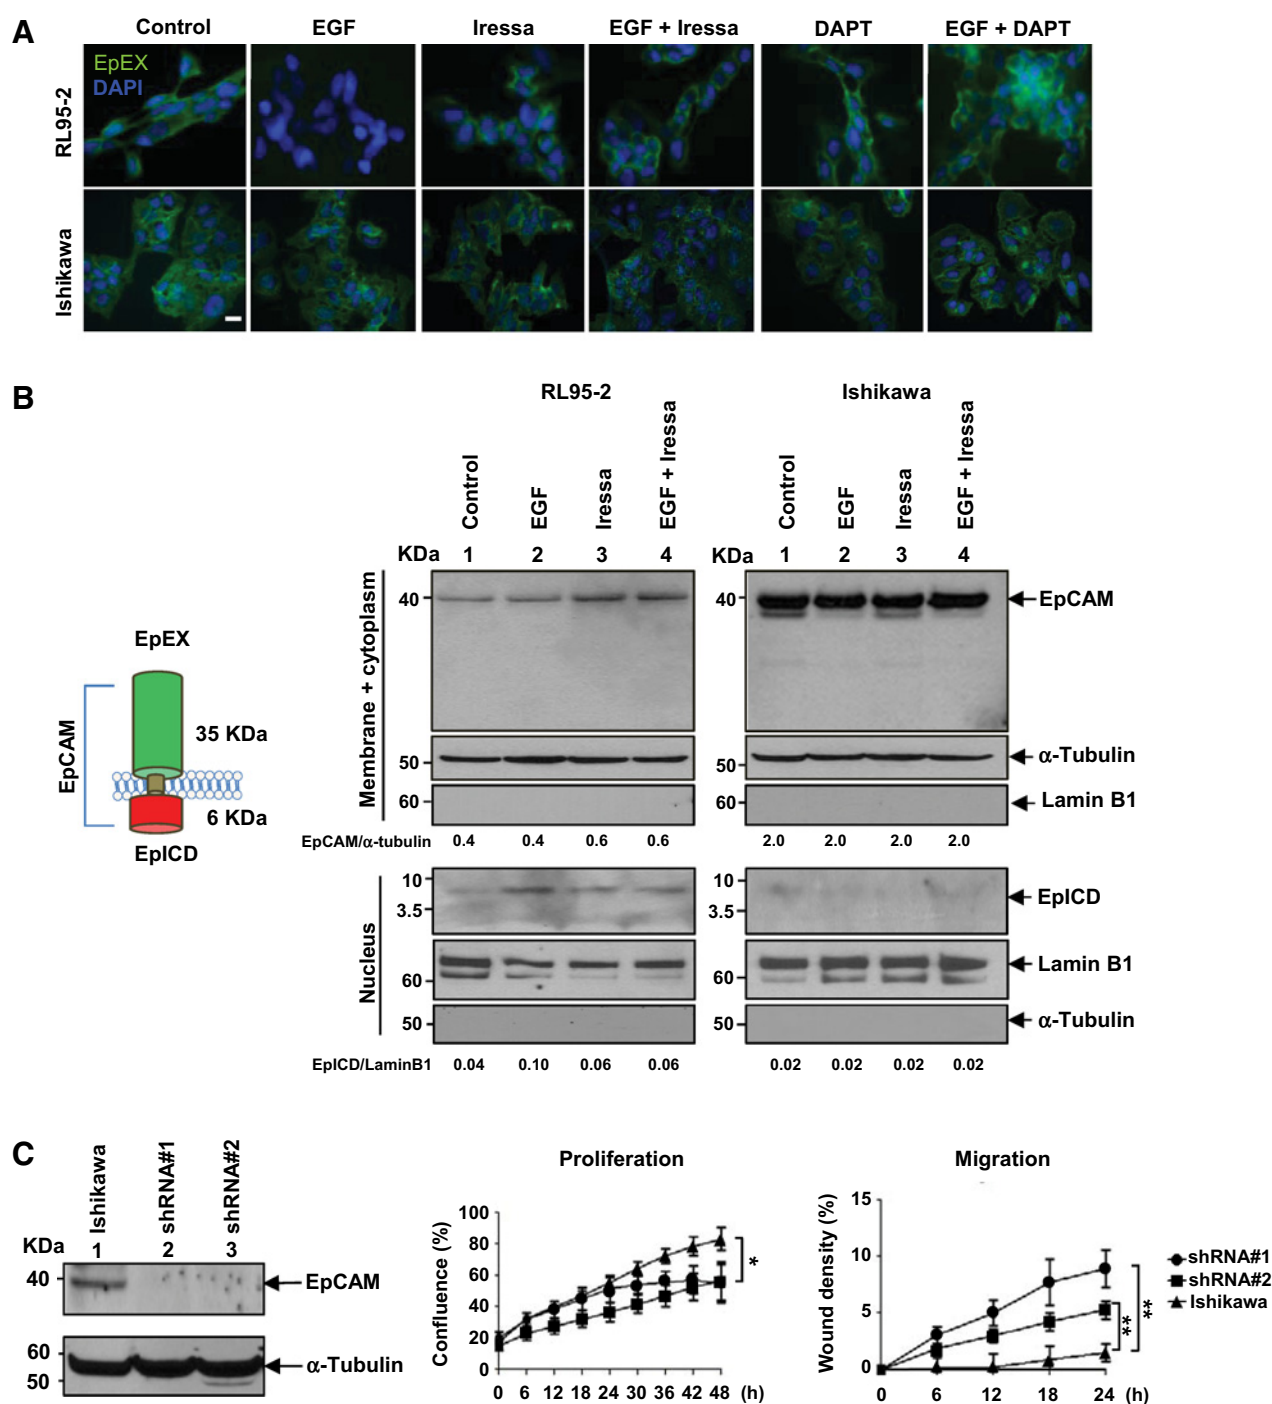 A
Control EGF Iressa EGF + Iressa DAPT EGF + DAPT
EpEX
DAPI
RL95-2
Ishikawa
B
RL95-2 Ishikawa
Control EGF Iressa EGF + Iressa Control EGF Iressa EGF + Iressa
KDa 1 2 3 4 KDa 1 2 3 4
Membrane + cytoplasm
40 40 EpCAM
50 50 α-Tubulin
60 60 Lamin B1
EpCAM/α-tubulin 0.4 0.4 0.6 0.6 2.0 2.0 2.0 2.0
EpEX
EpCAM
35 KDa
6 KDa
EpICD
Nucleus
10 10 EpICD
3.5 3.5
60 60 Lamin B1
50 50 α-Tubulin
EpICD/LaminB1 0.04 0.10 0.06 0.06 0.02 0.02 0.02 0.02
C
Ishikawa shRNA#1 shRNA#2
KDa 1 2 3
40 EpCAM
60 α-Tubulin
50
Proliferation
Confluence (%)
100
80
60
40
20
0
0 6 12 18 24 30 36 42 48 (h)
*
Migration
Wound density (%)
15
10
5
0
0 6 12 18 24 (h)
** **
shRNA#1
shRNA#2
Ishikawa